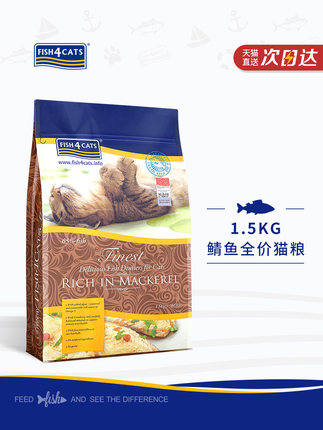 FISH4CATS
天猫
直送
次日达
FISH4CATS
www.fish4cats.info
Finest
Delicious Fish Dinners for Cats
RICH IN MACKEREL
FISH4CATS
1.5KG
鲭鱼全价猫粮
FEED fish AND SEE THE DIFFERENCE